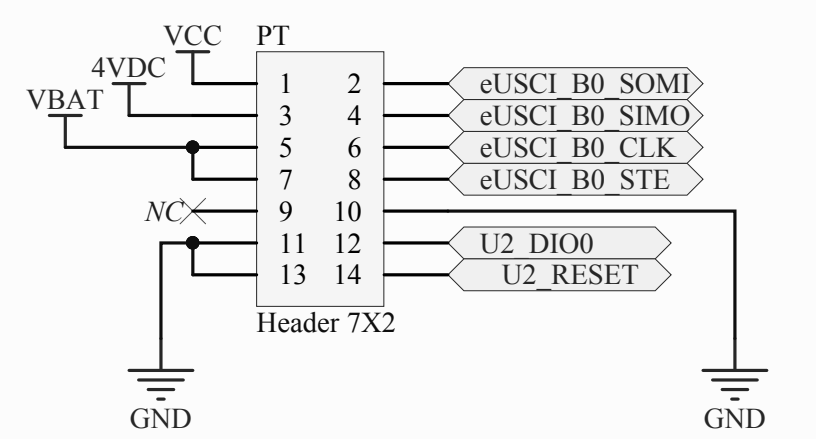 VCC PT
4VDC
VBAT
1 2 eUSCI_B0_SOMI
3 4 eUSCI_B0_SIMO
5 6 eUSCI_B0_CLK
7 8 eUSCI_B0_STE
NC 9 10
11 12 U2_DIO0
13 14 U2_RESET
Header 7X2
GND GND